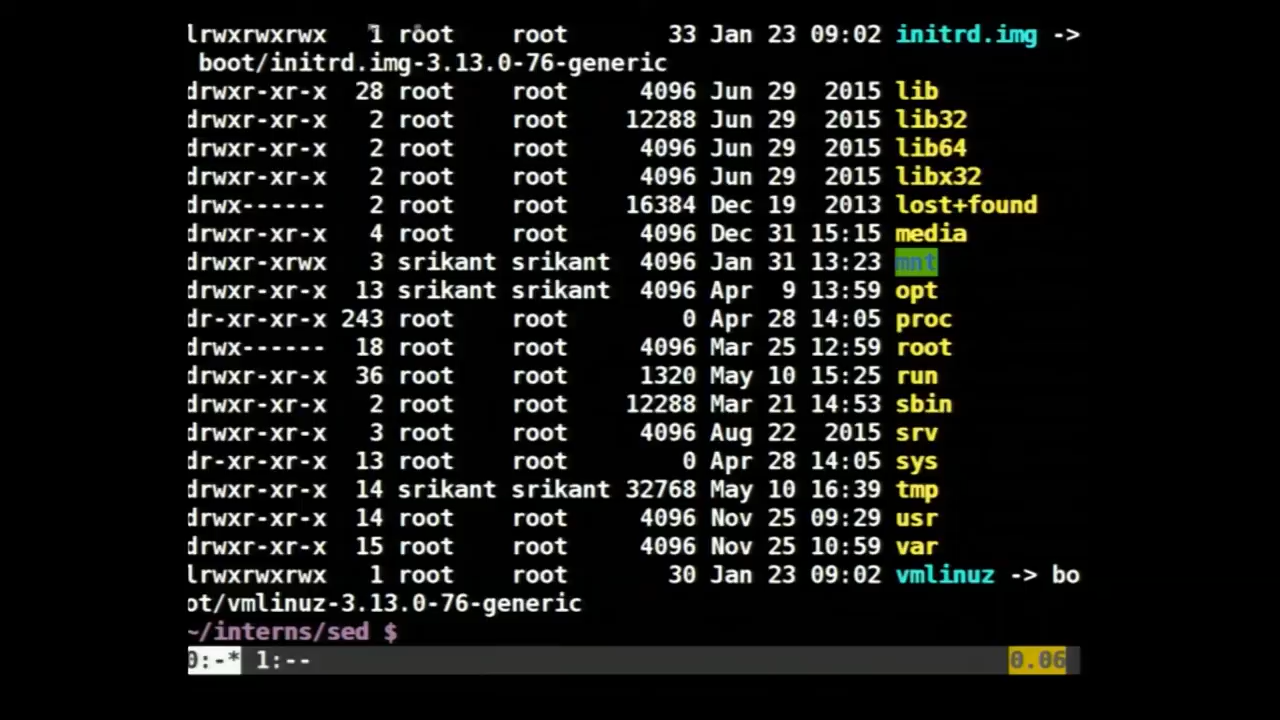 lrwxrwxrwx   1 root    root       33 Jan 23 09:02 initrd.img ->
 boot/initrd.img-3.13.0-76-generic
drwxr-xr-x  28 root    root     4096 Jun 29  2015 lib
drwxr-xr-x   2 root    root    12288 Jun 29  2015 lib32
drwxr-xr-x   2 root    root     4096 Jun 29  2015 lib64
drwxr-xr-x   2 root    root     4096 Jun 29  2015 libx32
drwx------   2 root    root    16384 Dec 19  2013 lost+found
drwxr-xr-x   4 root    root     4096 Dec 31 15:15 media
drwxr-xrwx   3 srikant srikant  4096 Jan 31 13:23 mnt
drwxr-xr-x  13 srikant srikant  4096 Apr  9 13:59 opt
dr-xr-xr-x 243 root    root        0 Apr 28 14:05 proc
drwx------  18 root    root     4096 Mar 25 12:59 root
drwxr-xr-x  36 root    root     1320 May 10 15:25 run
drwxr-xr-x   2 root    root    12288 Mar 21 14:53 sbin
drwxr-xr-x   3 root    root     4096 Aug 22  2015 srv
dr-xr-xr-x  13 root    root        0 Apr 28 14:05 sys
drwxr-xr-x  14 srikant srikant 32768 May 10 16:39 tmp
drwxr-xr-x  14 root    root     4096 Nov 25 09:29 usr
drwxr-xr-x  15 root    root     4096 Nov 25 10:59 var
lrwxrwxrwx   1 root    root       30 Jan 23 09:02 vmlinuz -> bo
ot/vmlinuz-3.13.0-76-generic
~/interns/sed $
0:-* 1:-- 0.06